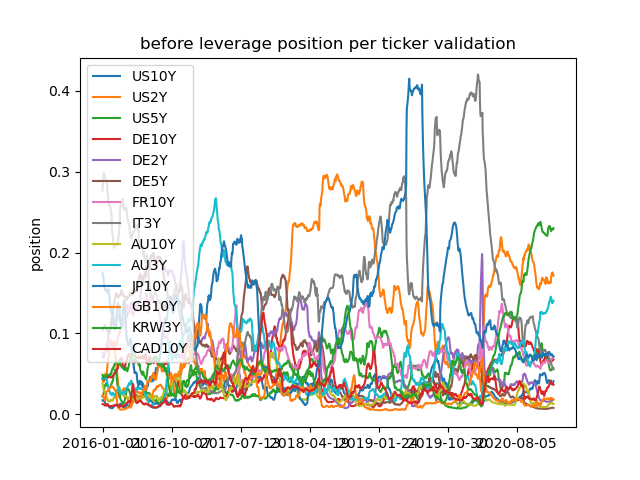 before leverage position per ticker validation
position
0.4
0.3
0.2
0.1
0.0
US10Y
US2Y
US5Y
DE10Y
DE2Y
DE5Y
FR10Y
IT3Y
AU10Y
AU3Y
JP10Y
GB10Y
KRW3Y
CAD10Y
2016-01-01 2016-10-07 2017-07-13 2018-04-19 2019-01-24 2019-10-30 2020-08-05